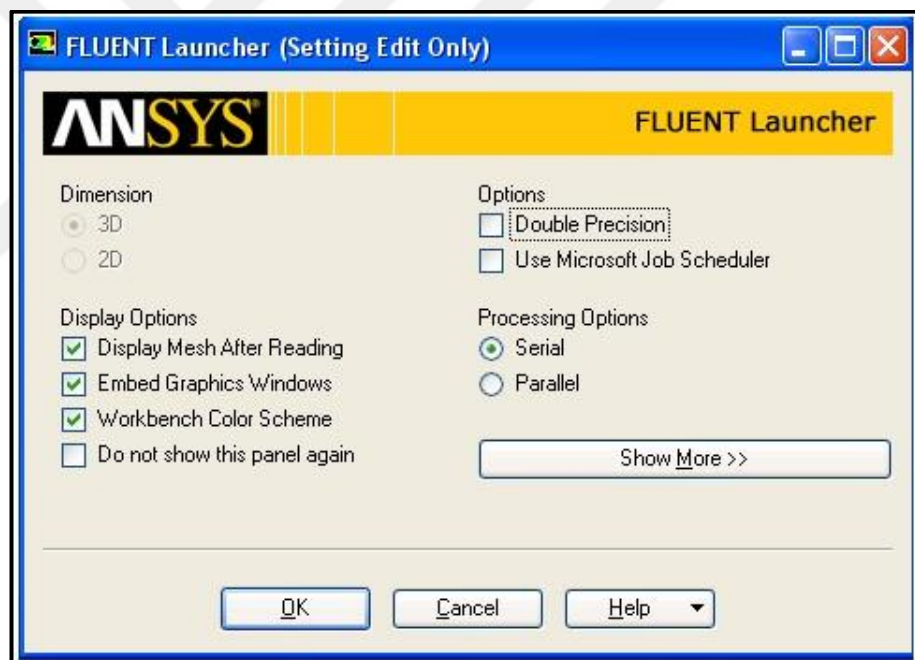 FLUENT Launcher (Setting Edit Only)
ANSYS®
FLUENT Launcher
Dimension
3D
2D
Options
Double Precision
Use Microsoft Job Scheduler
Display Options
Display Mesh After Reading
Embed Graphics Windows
Workbench Color Scheme
Do not show this panel again
Processing Options
Serial
Parallel
Show More >>
OK
Cancel
Help